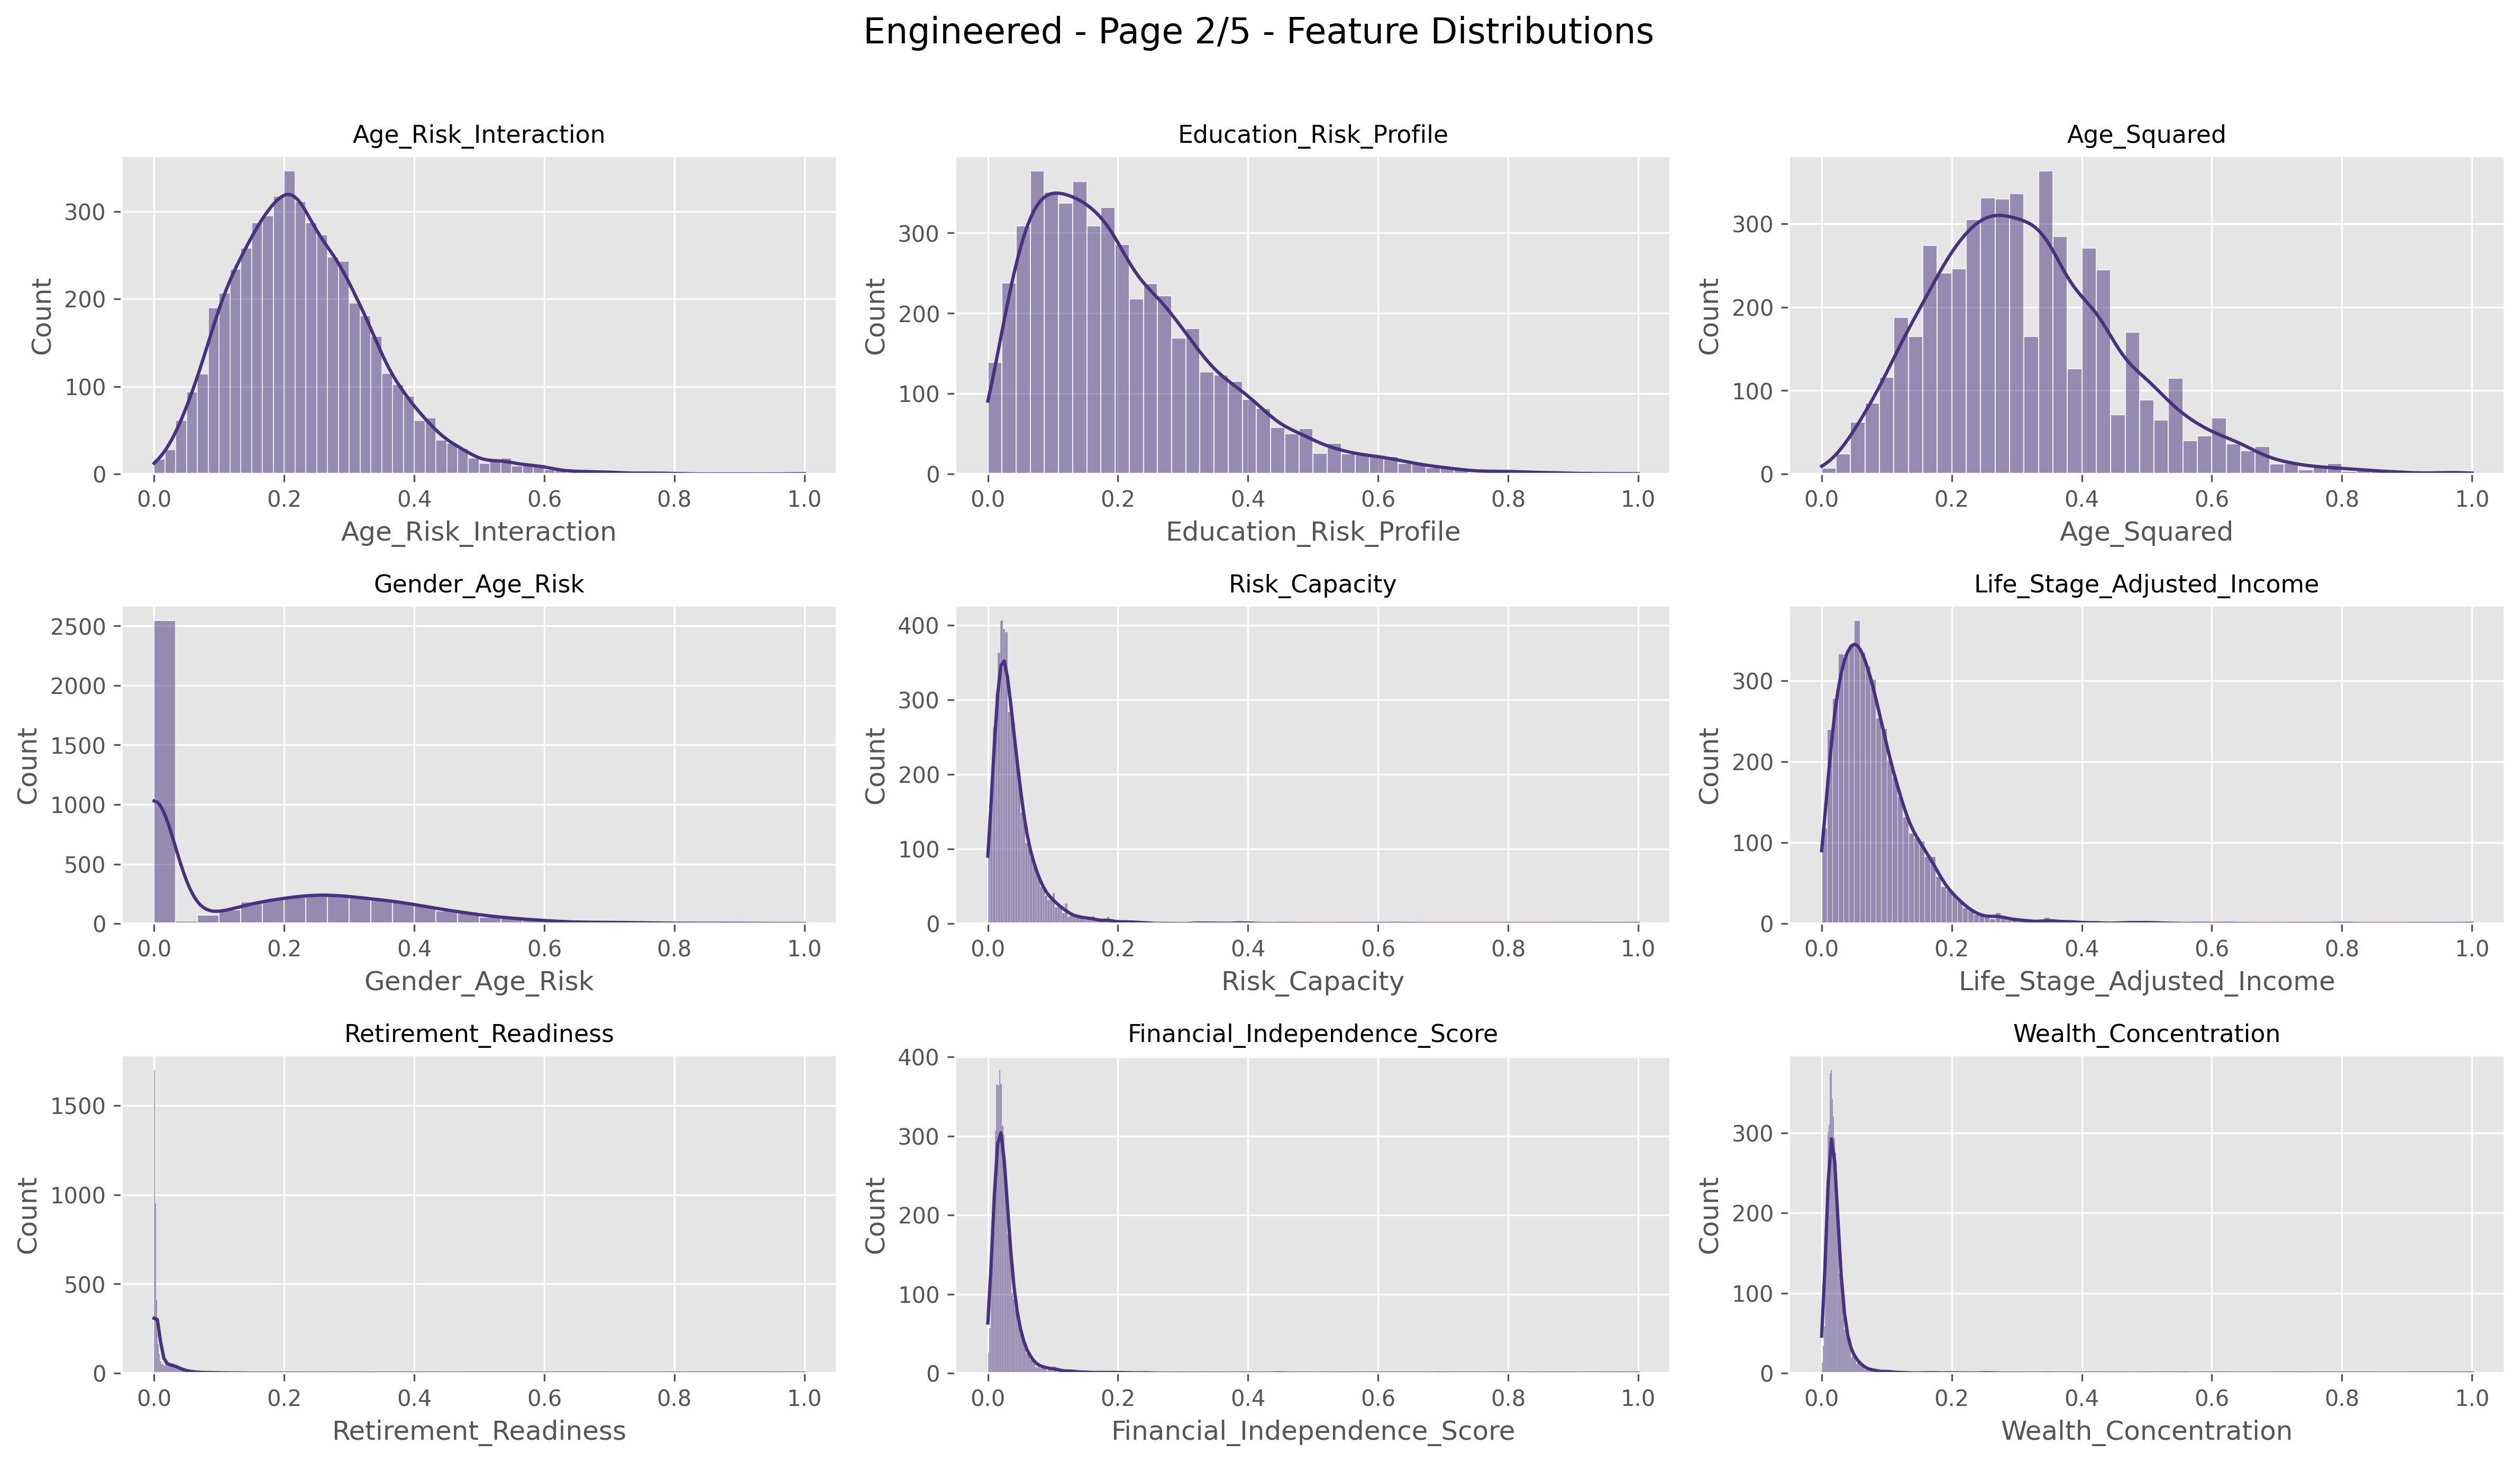 Engineered - Page 2/5 - Feature Distributions
Age_Risk_Interaction
Count
300
200
100
0
0.0 0.2 0.4 0.6 0.8 1.0
Age_Risk_Interaction
Education_Risk_Profile
Count
300
200
100
0
0.0 0.2 0.4 0.6 0.8 1.0
Education_Risk_Profile
Age_Squared
Count
300
200
100
0
0.0 0.2 0.4 0.6 0.8 1.0
Age_Squared
Gender_Age_Risk
Count
2500
2000
1500
1000
500
0
0.0 0.2 0.4 0.6 0.8 1.0
Gender_Age_Risk
Risk_Capacity
Count
400
300
200
100
0
0.0 0.2 0.4 0.6 0.8 1.0
Risk_Capacity
Life_Stage_Adjusted_Income
Count
300
200
100
0
0.0 0.2 0.4 0.6 0.8 1.0
Life_Stage_Adjusted_Income
Retirement_Readiness
Count
1500
1000
500
0
0.0 0.2 0.4 0.6 0.8 1.0
Retirement_Readiness
Financial_Independence_Score
Count
400
300
200
100
0
0.0 0.2 0.4 0.6 0.8 1.0
Financial_Independence_Score
Wealth_Concentration
Count
300
200
100
0
0.0 0.2 0.4 0.6 0.8 1.0
Wealth_Concentration